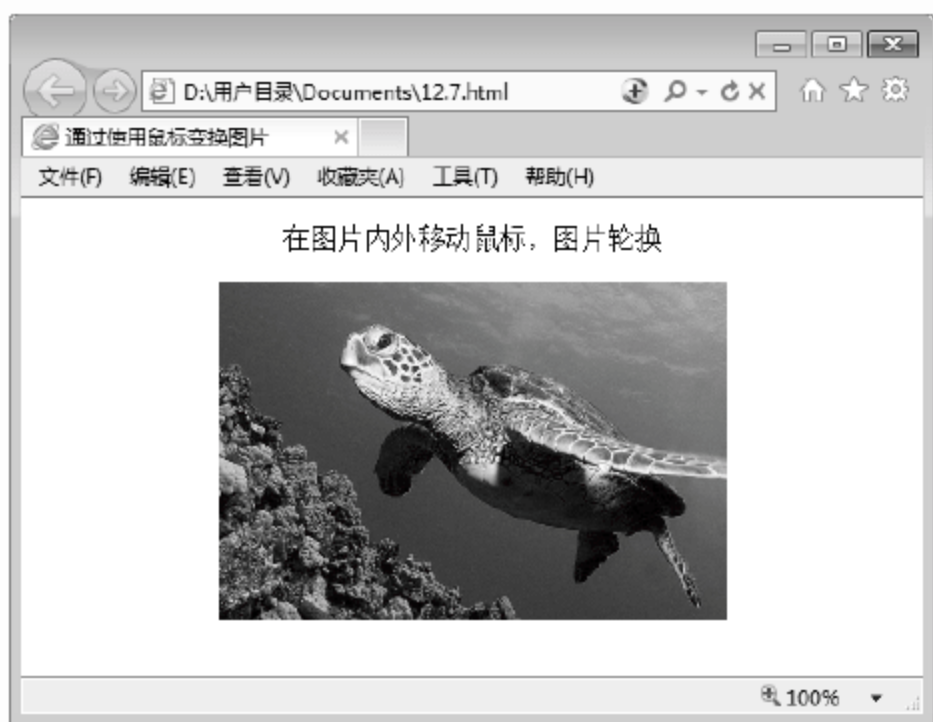 D:\用户目录\Documents\12.7.html
通过使用鼠标变换图片
文件(F) 编辑(E) 查看(V) 收藏夹(A) 工具(T) 帮助(H)
在图片内外移动鼠标，图片轮换
100%